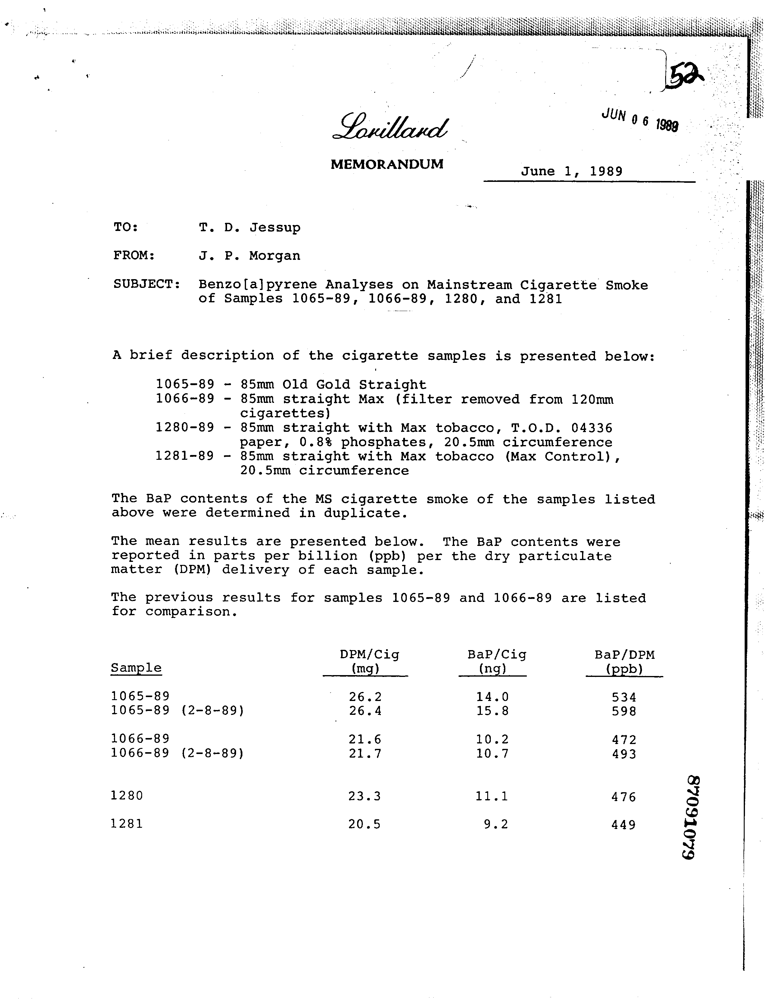 52
JUN 06 1989
Lorillard
MEMORANDUM
June 1, 1989
TO: T. D. Jessup
FROM: J. P. Morgan
SUBJECT: Benzo[a]pyrene Analyses on Mainstream Cigarette Smoke
of Samples 1065-89, 1066-89, 1280, and 1281
A brief description of the cigarette samples is presented below:
1065-89 - 85mm Old Gold Straight
1066-89 - 85mm straight Max (filter removed from 120mm
cigarettes)
1280-89 - 85mm straight with Max tobacco, T.O.D. 04336
paper, 0.8% phosphates, 20.5mm circumference
1281-89 - 85mm straight with Max tobacco (Max Control),
20.5mm circumference
The BaP contents of the MS cigarette smoke of the samples listed
above were determined in duplicate.
The mean results are presented below. The BaP contents were
reported in parts per billion (ppb) per the dry particulate
matter (DPM) delivery of each sample.
The previous results for samples 1065-89 and 1066-89 are listed
for comparison.
DPM/Cig BaP/Cig BaP/DPM
Sample (mg) (ng) (ppb)
1065-89 26.2 14.0 534
1065-89 (2-8-89) 26.4 15.8 598
1066-89 21.6 10.2 472
1066-89 (2-8-89) 21.7 10.7 493
1280 23.3 11.1 476
1281 20.5 9.2 449
87091079